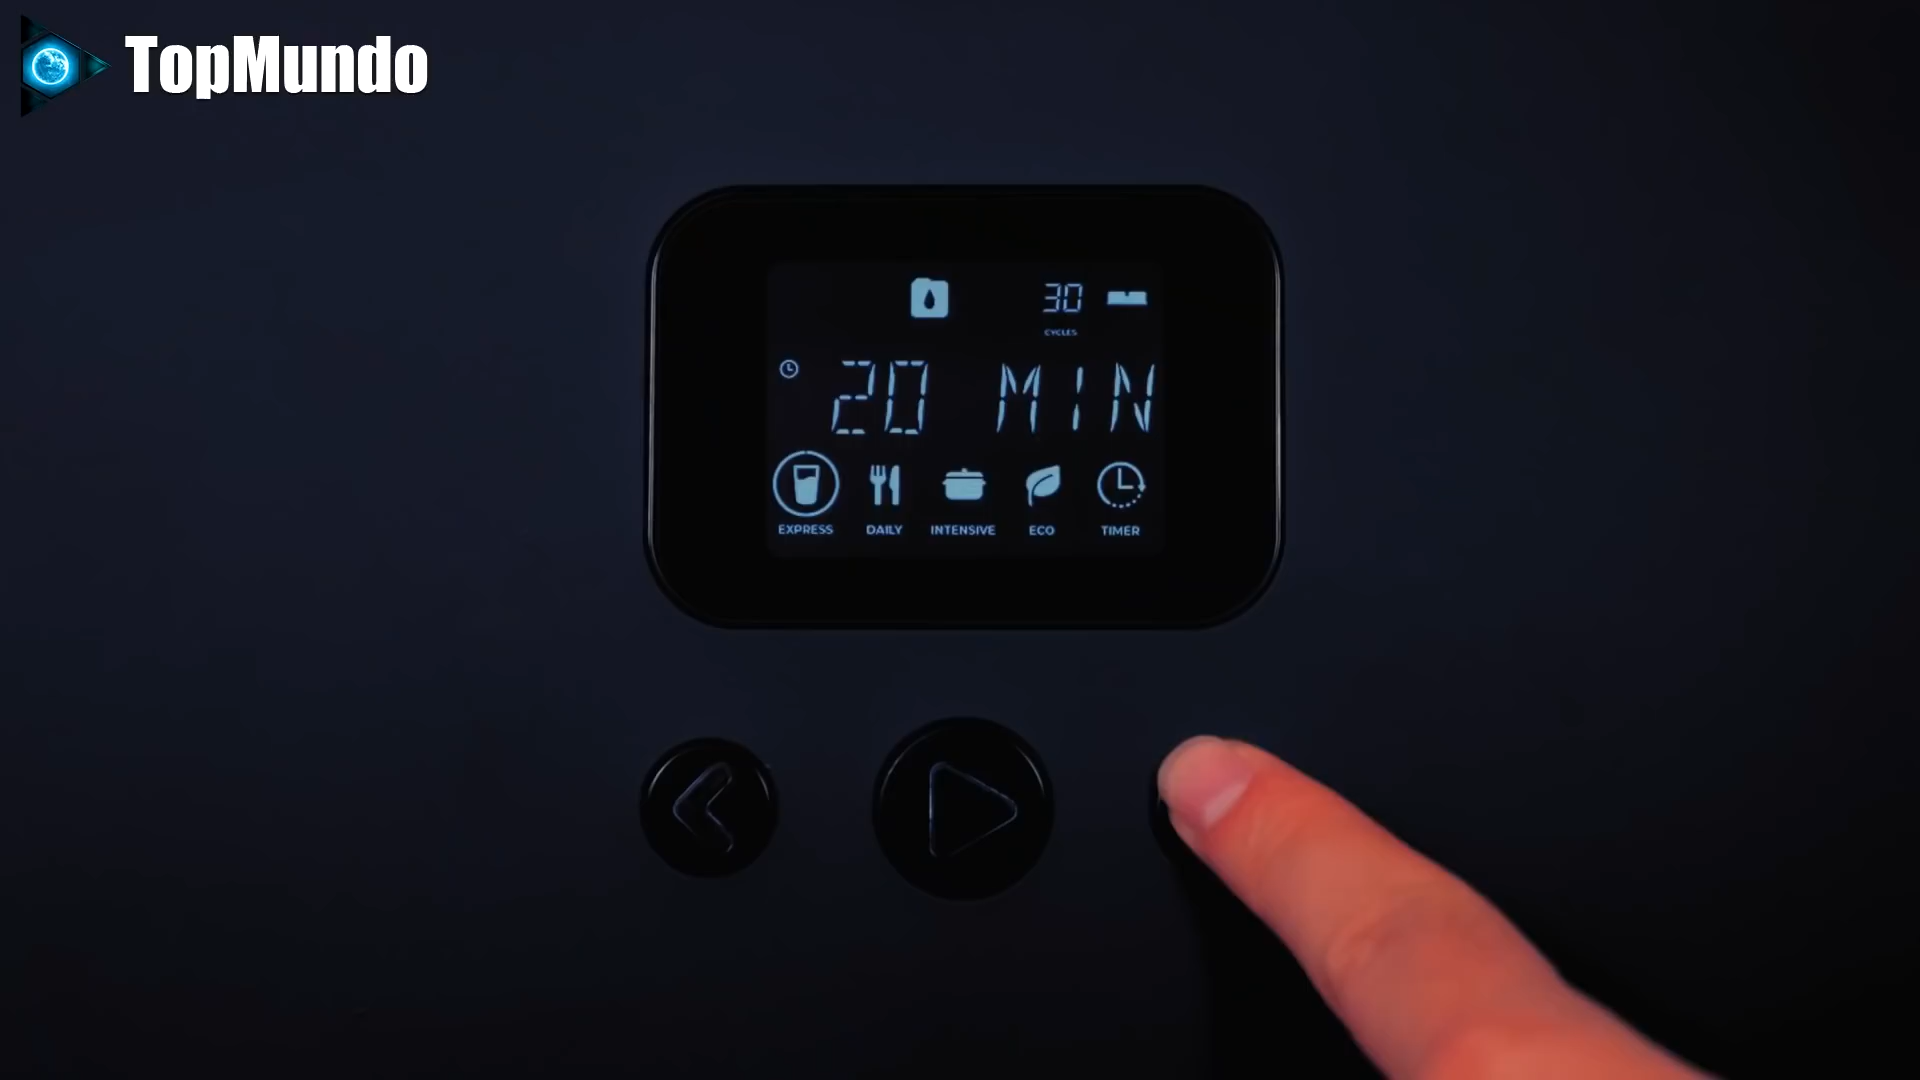 TopMundo
30
CYCLES
20 MIN
EXPRESS DAILY INTENSIVE ECO TIMER